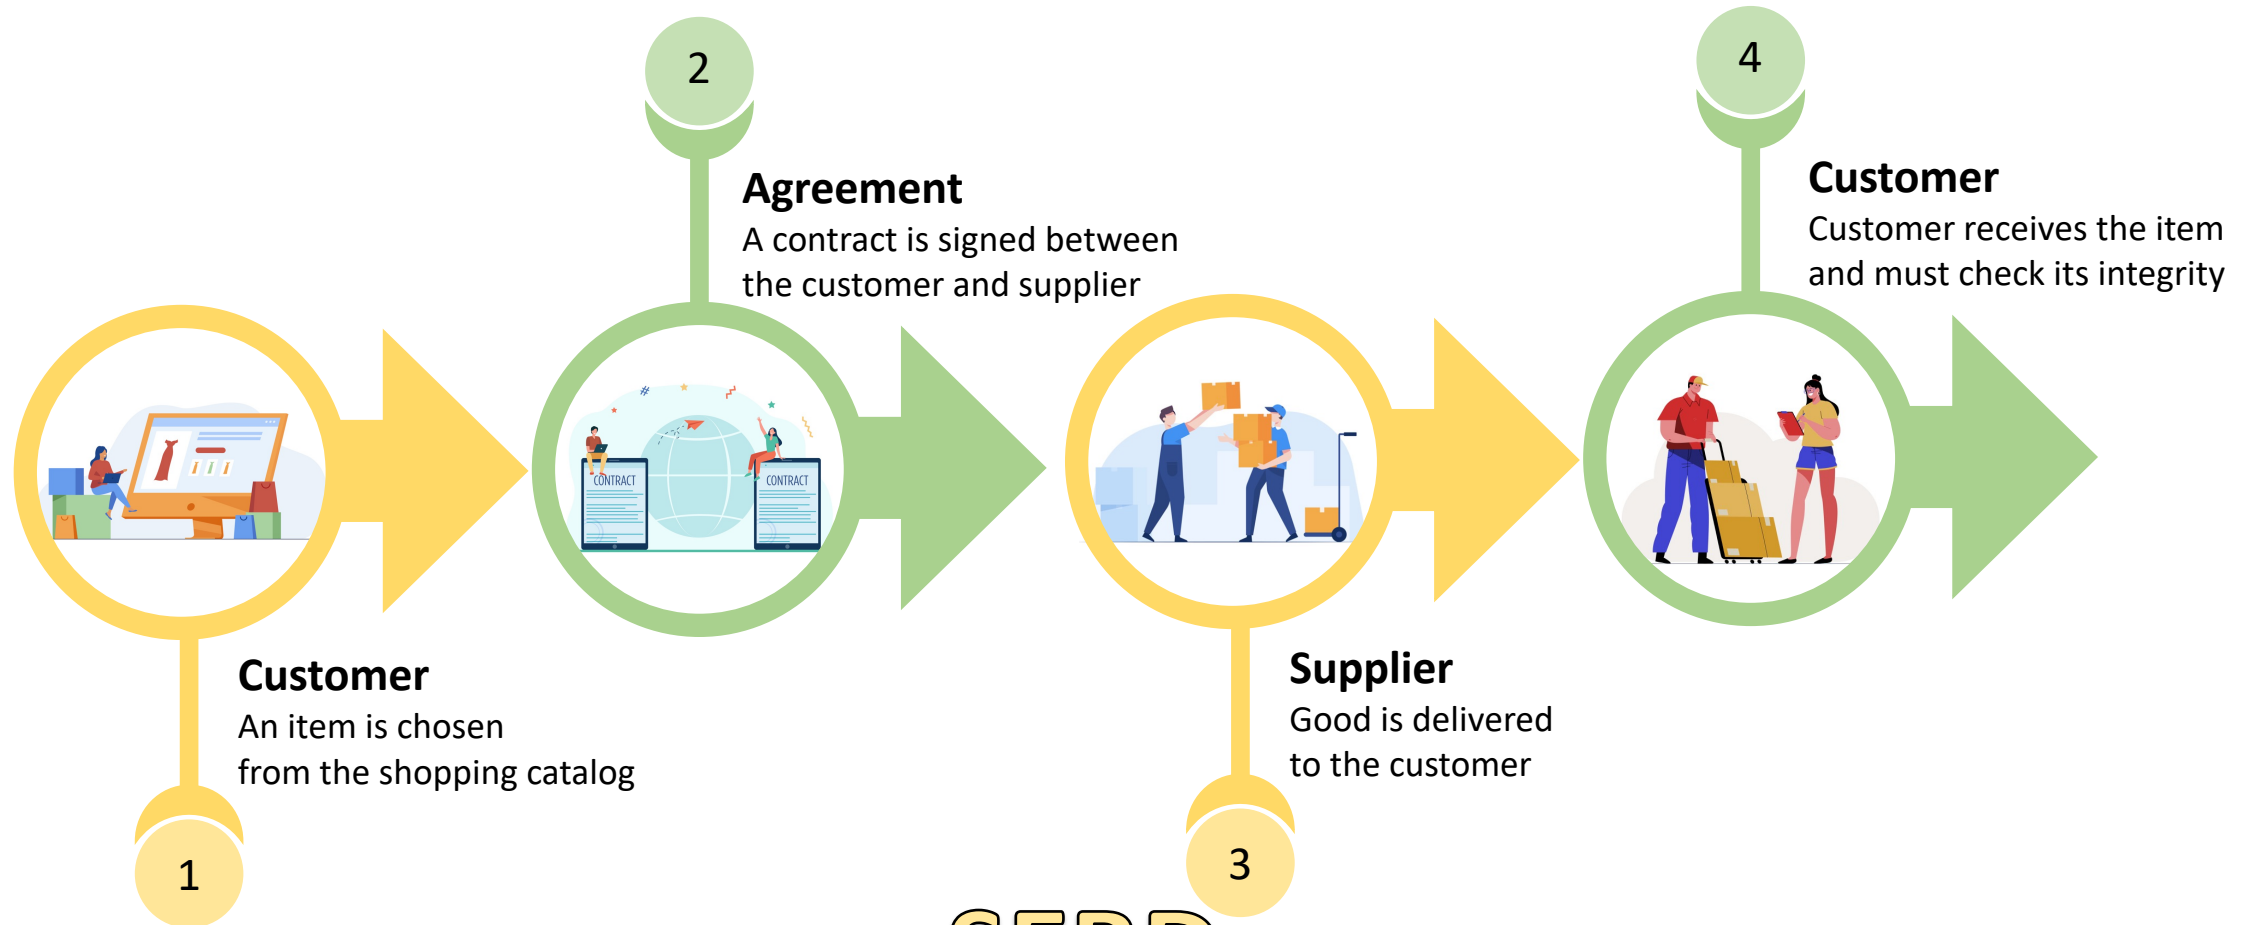 2
4
Agreement
A contract is signed between
the customer and supplier
Customer
Customer receives the item
and must check its integrity
CONTRACT
CONTRACT
Customer
An item is chosen
from the shopping catalog
Supplier
Good is delivered
to the customer
1
3